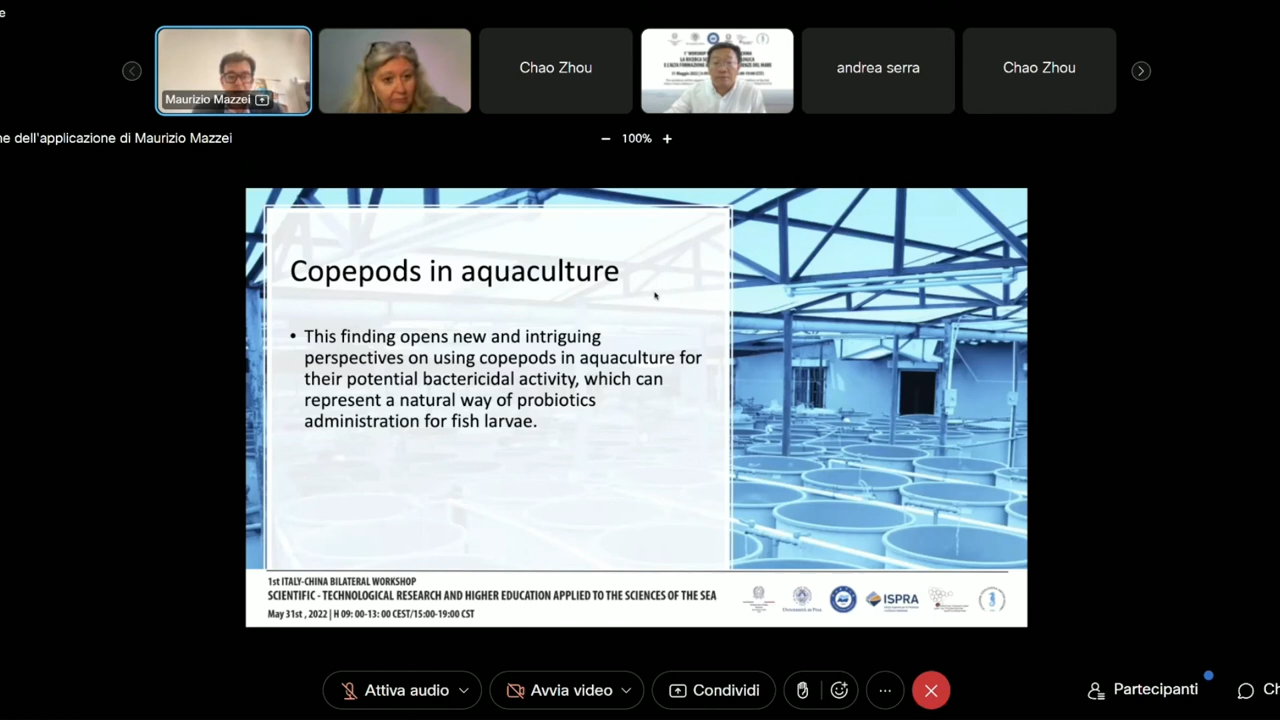 e
Maurizio Mazzei
Chao Zhou
andrea serra
Chao Zhou
ne dell'applicazione di Maurizio Mazzei
100%
Copepods in aquaculture
• This finding opens new and intriguing
perspectives on using copepods in aquaculture for
their potential bactericidal activity, which can
represent a natural way of probiotics
administration for fish larvae.
1st ITALY-CHINA BILATERAL WORKSHOP
SCIENTIFIC - TECHNOLOGICAL RESEARCH AND HIGHER EDUCATION APPLIED TO THE SCIENCES OF THE SEA
May 31st , 2022 | H 09: 00-13: 00 CEST/15:00-19:00 CST
ISPRA
Attiva audio
Avvia video
Condividi
Partecipanti
Ch